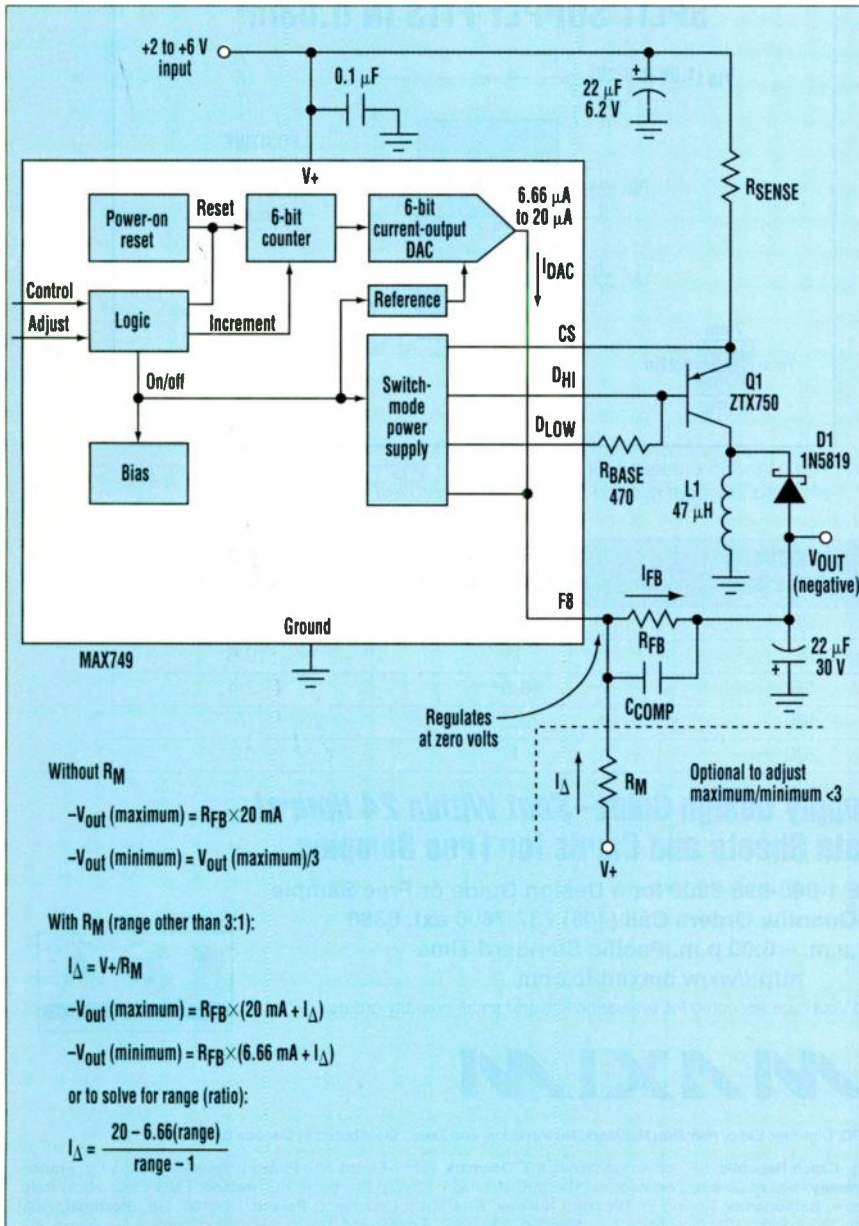 +2 to +6 V
input
0.1 µF
+
22 µF
6.2 V
RSENSE
V+
Power-on
reset
Reset
6-bit
counter
6-bit
current-output
DAC
6.66 µA
to 20 µA
IDAC
Control
Adjust
Logic
Increment
Reference
On/off
Bias
Switch-
mode
power
supply
CS
DHI
DLOW
RBASE
470
Q1
ZTX750
L1
47 µH
D1
1N5819
VOUT
(negative)
F8
IFB
RFB
CCOMP
22 µF
30 V
+
Ground
MAX749
Regulates
at zero volts
IΔ
RM
V+
Optional to adjust
maximum/minimum <3
Without RM
–Vout (maximum) = RFB × 20 mA
–Vout (minimum) = Vout (maximum)/3
With RM (range other than 3:1):
IΔ = V+/RM
–Vout (maximum) = RFB × (20 mA + IΔ)
–Vout (minimum) = RFB × (6.66 mA + IΔ)
or to solve for range (ratio):
IΔ = 20 – 6.66(range)
range – 1